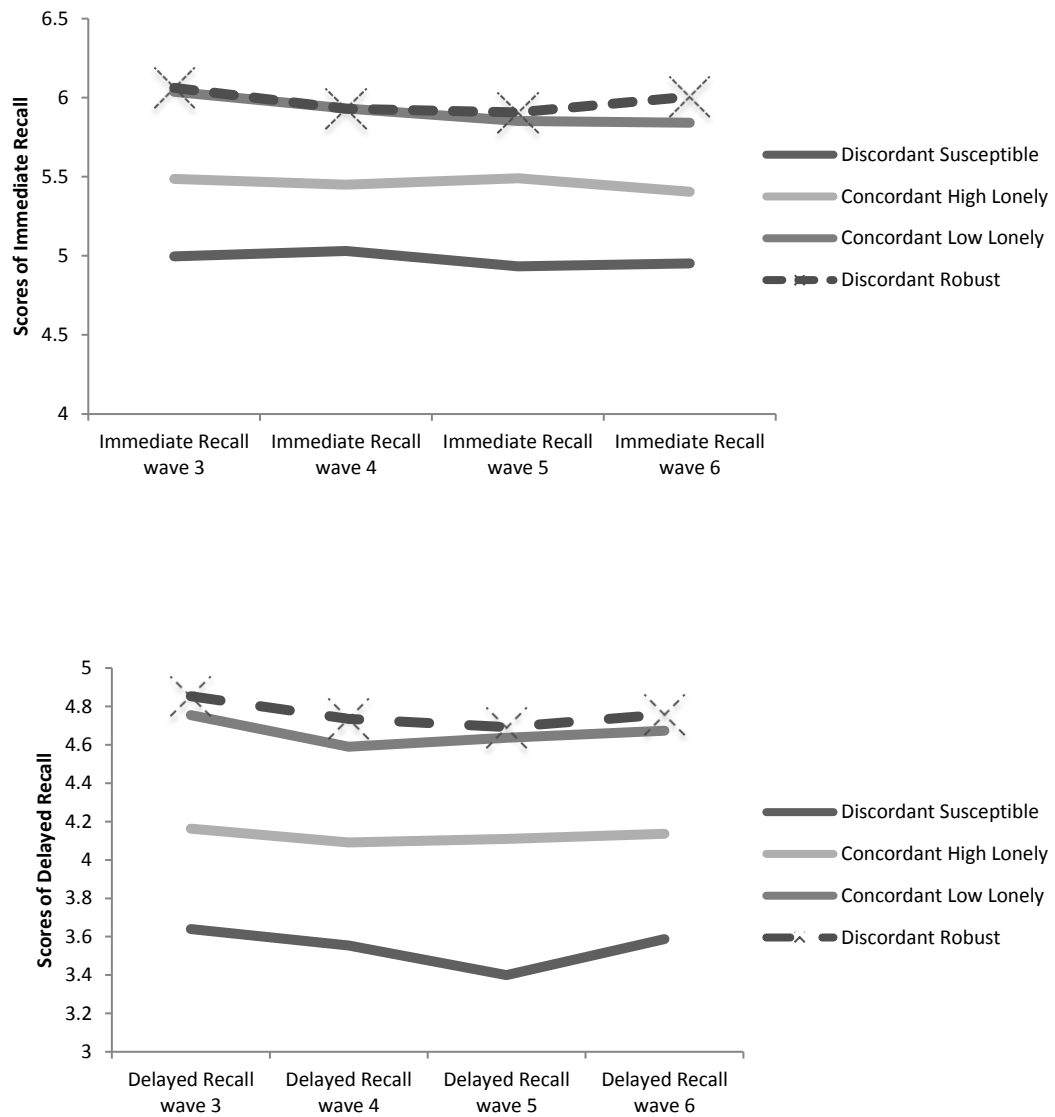 6.5
6
5.5
5
4.5
4
Scores of Immediate Recall
Immediate Recall wave 3
Immediate Recall wave 4
Immediate Recall wave 5
Immediate Recall wave 6
Discordant Susceptible
Concordant High Lonely
Concordant Low Lonely
Discordant Robust
5
4.8
4.6
4.4
4.2
4
3.8
3.6
3.4
3.2
3
Scores of Delayed Recall
Delayed Recall wave 3
Delayed Recall wave 4
Delayed Recall wave 5
Delayed Recall wave 6
Discordant Susceptible
Concordant High Lonely
Concordant Low Lonely
Discordant Robust